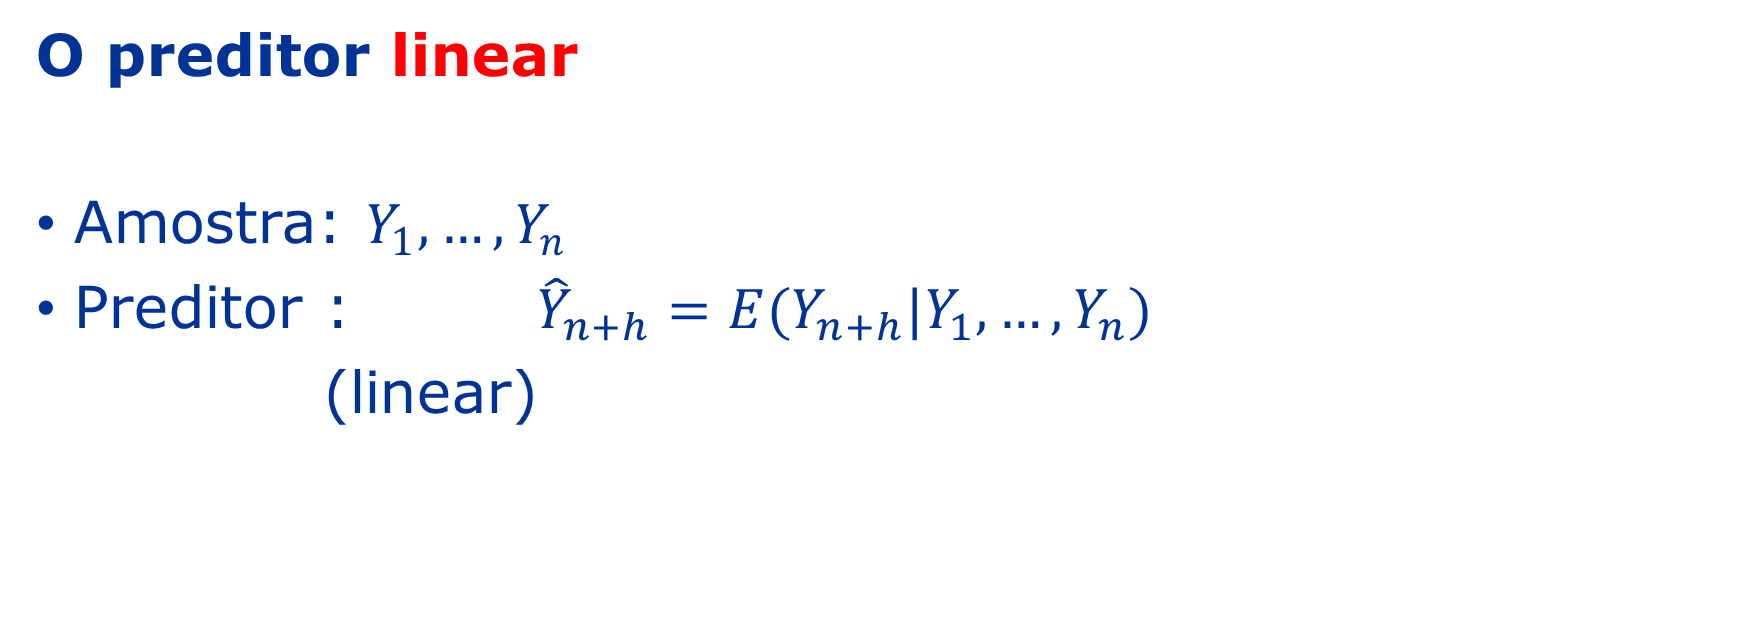 O preditor linear
• Amostra: Y₁, … , Yₙ
• Preditor : Ŷₙ₊ₕ = E(Yₙ₊ₕ|Y₁, … , Yₙ)
(linear)